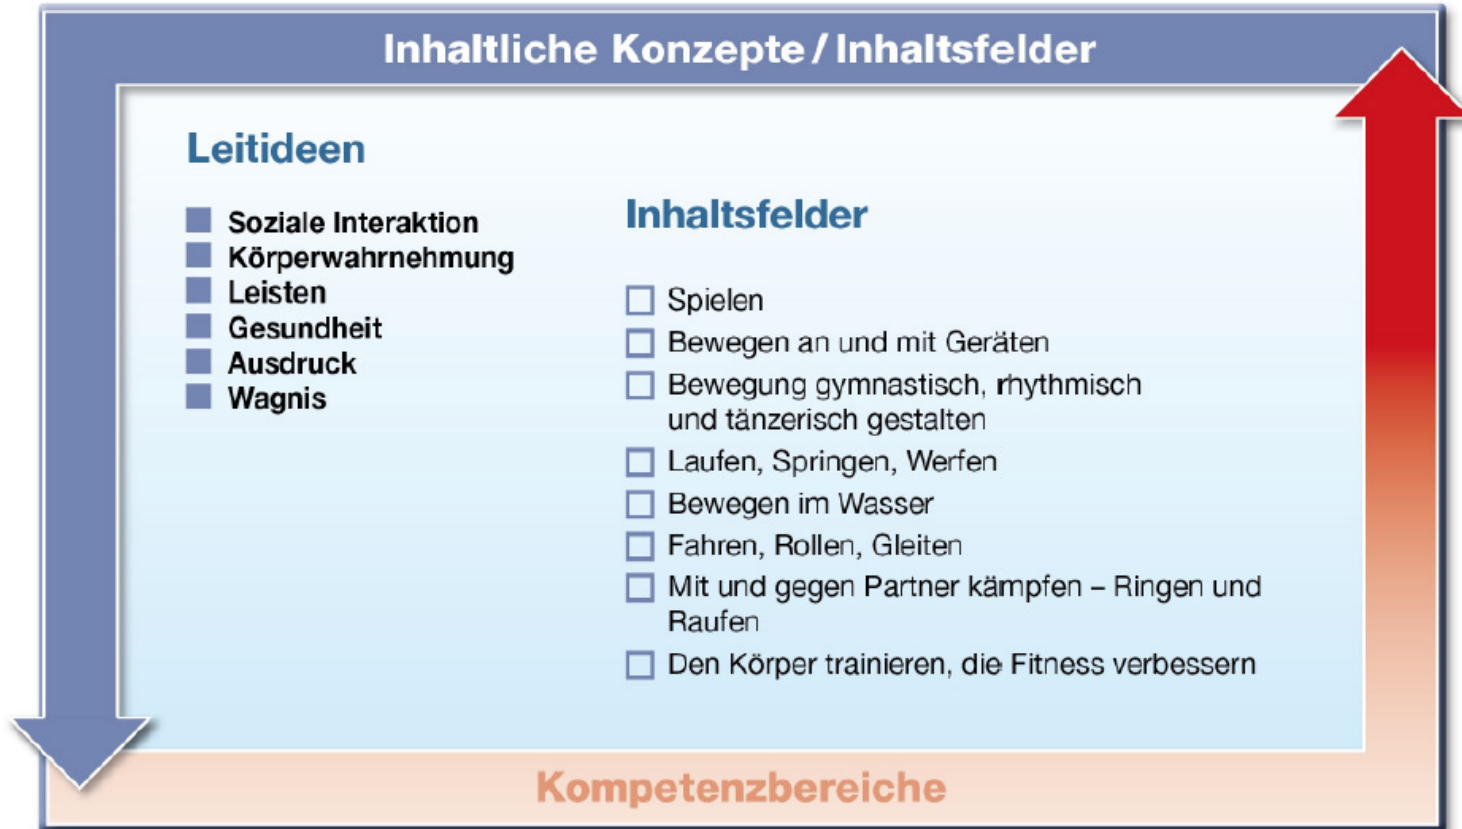 Inhaltliche Konzepte / Inhaltsfelder
Leitideen
Soziale Interaktion
Körperwahrnehmung
Leisten
Gesundheit
Ausdruck
Wagnis
Inhaltsfelder
Spielen
Bewegen an und mit Geräten
Bewegung gymnastisch, rhythmisch
und tänzerisch gestalten
Laufen, Springen, Werfen
Bewegen im Wasser
Fahren, Rollen, Gleiten
Mit und gegen Partner kämpfen – Ringen und
Raufen
Den Körper trainieren, die Fitness verbessern
Kompetenzbereiche